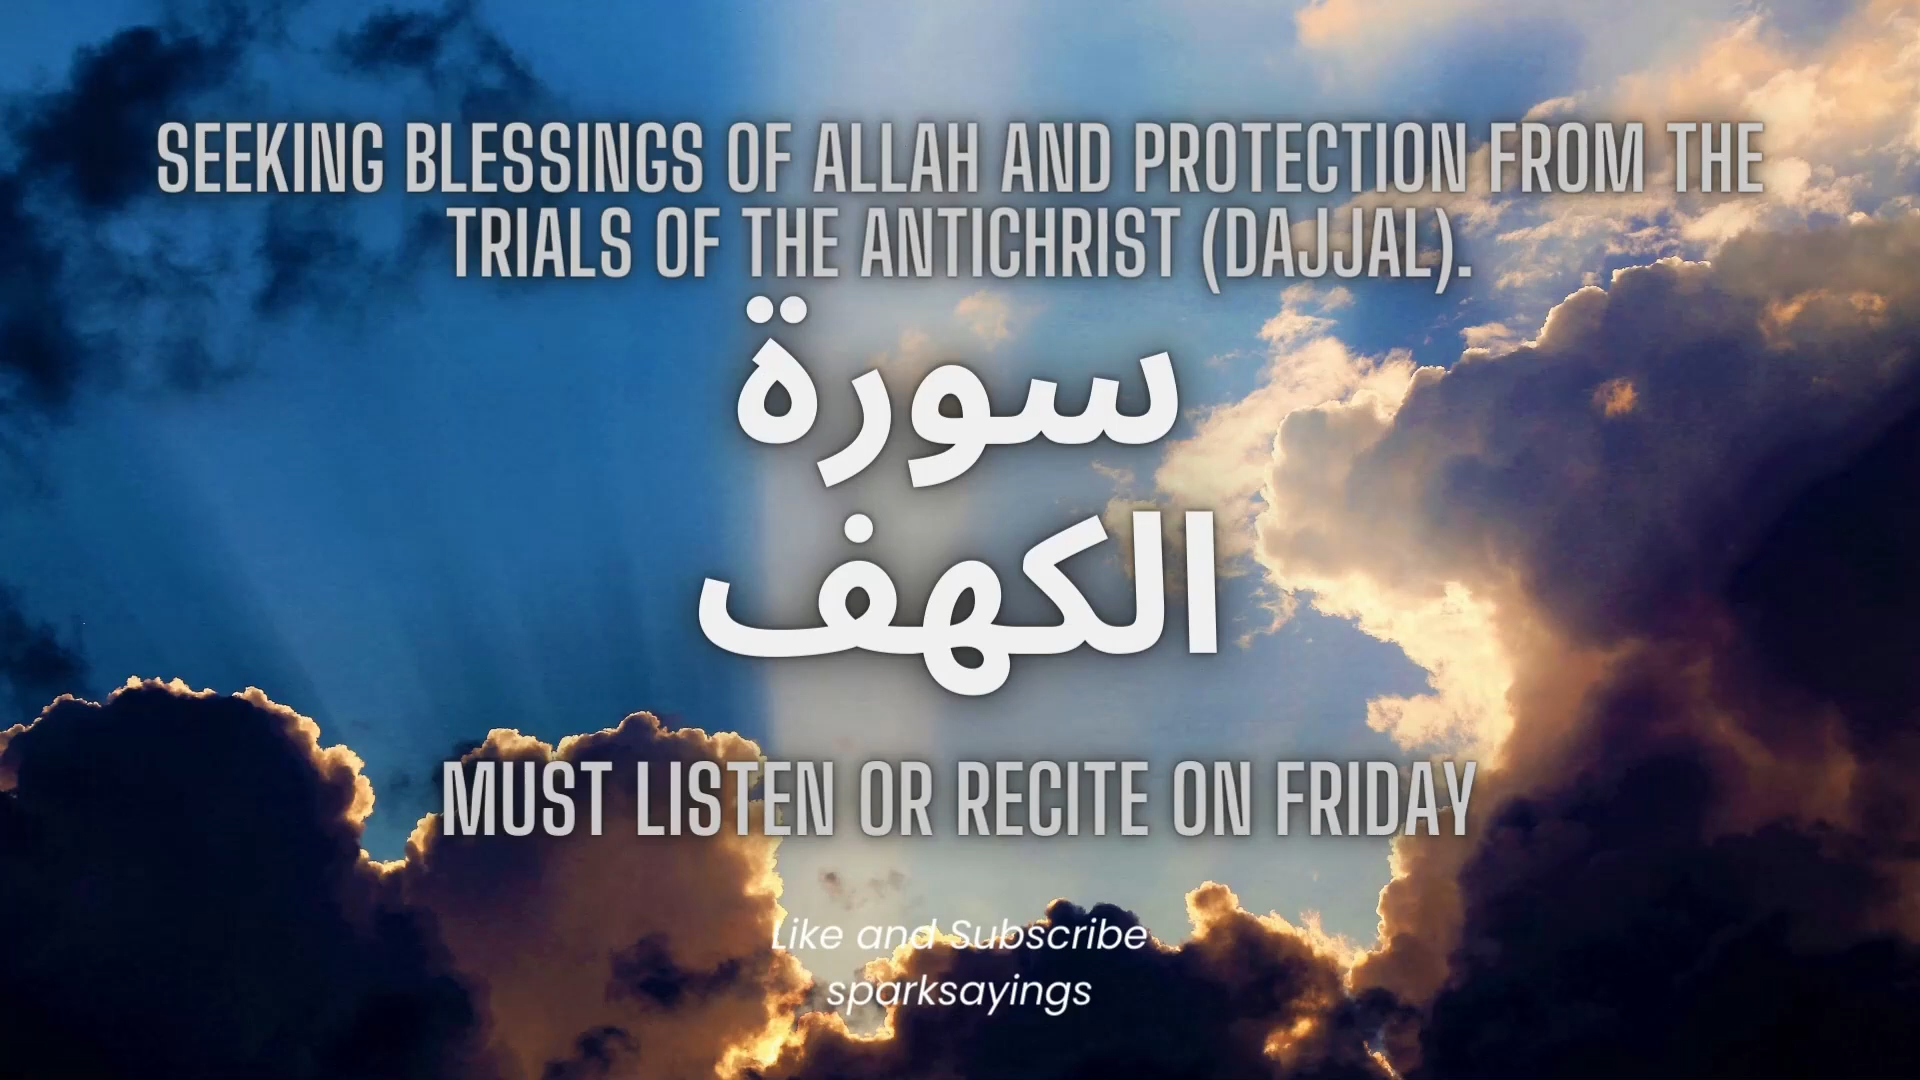 SEEKING BLESSINGS OF ALLAH AND PROTECTION FROM THE
TRIALS OF THE ANTICHRIST (DAJJAL).
سورة
الكهف
MUST LISTEN OR RECITE ON FRIDAY
Like and Subscribe
sparksayings